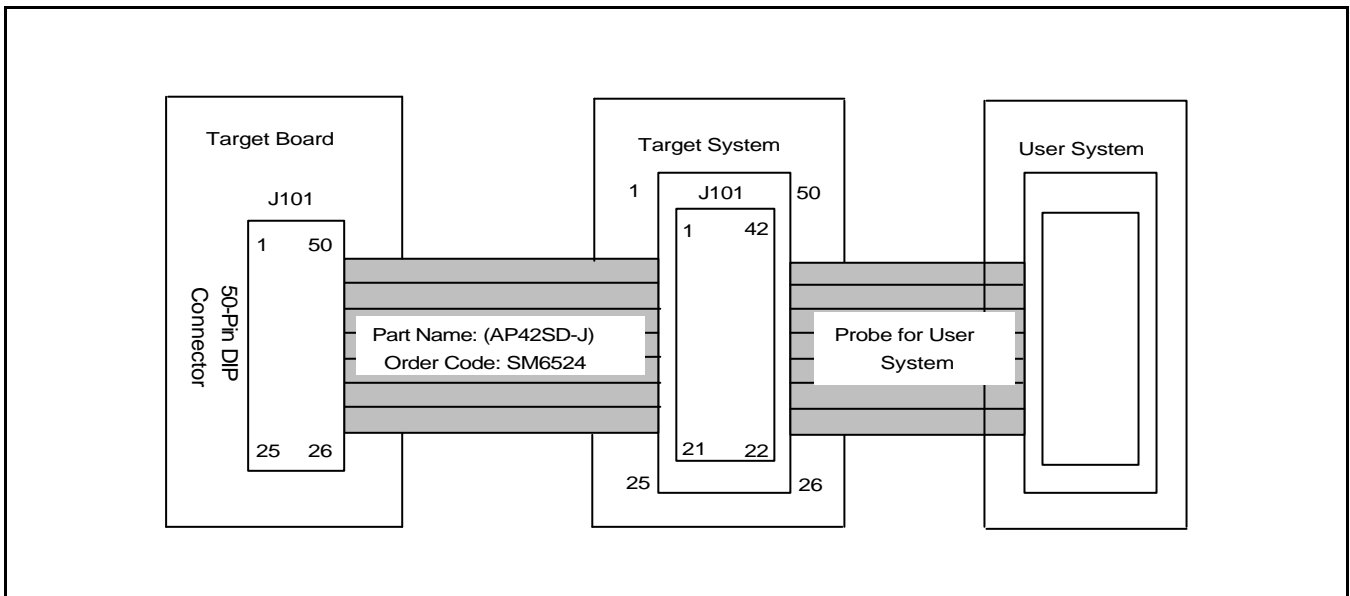 Target Board
J101
1 50
50-Pin DIP
Connector
25 26
Part Name: (AP42SD-J)
Order Code: SM6524
Target System
1 J101 50
1 42
21 22
25 26
Probe for User
System
User System